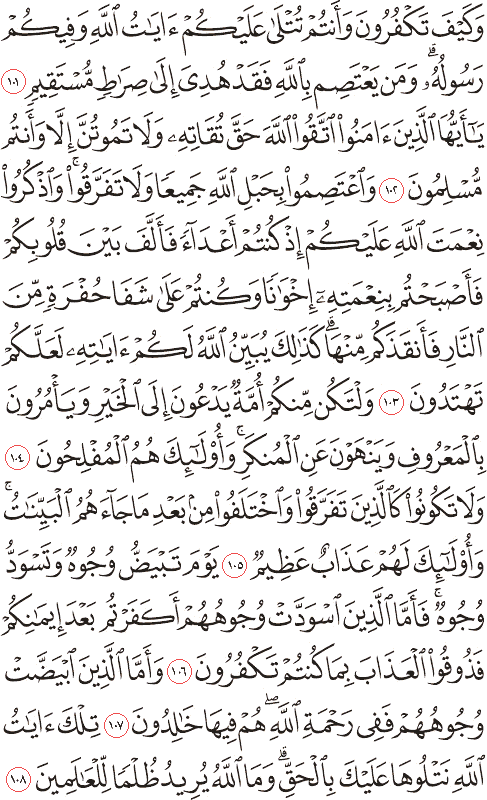 وَكَيْفَ تَكْفُرُونَ وَأَنتُمْ تُتْلَىٰ عَلَيْكُمْ ءَايَٰتُ ٱللَّهِ وَفِيكُمْ
رَسُولُهُۥ ۗ وَمَن يَعْتَصِم بِٱللَّهِ فَقَدْ هُدِىَ إِلَىٰ صِرَٰطٍ مُّسْتَقِيمٍ ١٠١
يَٰٓأَيُّهَا ٱلَّذِينَ ءَامَنُوا۟ ٱتَّقُوا۟ ٱللَّهَ حَقَّ تُقَاتِهِۦ وَلَا تَمُوتُنَّ إِلَّا وَأَنتُم
مُّسْلِمُونَ ١٠٢ وَٱعْتَصِمُوا۟ بِحَبْلِ ٱللَّهِ جَمِيعًا وَلَا تَفَرَّقُوا۟ ۚ وَٱذْكُرُوا۟
نِعْمَتَ ٱللَّهِ عَلَيْكُمْ إِذْ كُنتُمْ أَعْدَآءً فَأَلَّفَ بَيْنَ قُلُوبِكُمْ
فَأَصْبَحْتُم بِنِعْمَتِهِۦٓ إِخْوَٰنًا وَكُنتُمْ عَلَىٰ شَفَا حُفْرَةٍ مِّنَ
ٱلنَّارِ فَأَنقَذَكُم مِّنْهَا ۗ كَذَٰلِكَ يُبَيِّنُ ٱللَّهُ لَكُمْ ءَايَٰتِهِۦ لَعَلَّكُمْ
تَهْتَدُونَ ١٠٣ وَلْتَكُن مِّنكُمْ أُمَّةٌ يَدْعُونَ إِلَى ٱلْخَيْرِ وَيَأْمُرُونَ
بِٱلْمَعْرُوفِ وَيَنْهَوْنَ عَنِ ٱلْمُنكَرِ ۚ وَأُو۟لَٰٓئِكَ هُمُ ٱلْمُفْلِحُونَ ١٠٤
وَلَا تَكُونُوا۟ كَٱلَّذِينَ تَفَرَّقُوا۟ وَٱخْتَلَفُوا۟ مِنۢ بَعْدِ مَا جَآءَهُمُ ٱلْبَيِّنَٰتُ ۚ
وَأُو۟لَٰٓئِكَ لَهُمْ عَذَابٌ عَظِيمٌ ١٠٥ يَوْمَ تَبْيَضُّ وُجُوهٌ وَتَسْوَدُّ
وُجُوهٌ ۚ فَأَمَّا ٱلَّذِينَ ٱسْوَدَّتْ وُجُوهُهُمْ أَكَفَرْتُم بَعْدَ إِيمَٰنِكُمْ
فَذُوقُوا۟ ٱلْعَذَابَ بِمَا كُنتُمْ تَكْفُرُونَ ١٠٦ وَأَمَّا ٱلَّذِينَ ٱبْيَضَّتْ
وُجُوهُهُمْ فَفِى رَحْمَةِ ٱللَّهِ ۖ هُمْ فِيهَا خَٰلِدُونَ ١٠٧ تِلْكَ ءَايَٰتُ
ٱللَّهِ نَتْلُوهَا عَلَيْكَ بِٱلْحَقِّ ۗ وَمَا ٱللَّهُ يُرِيدُ ظُلْمًا لِّلْعَٰلَمِينَ ١٠٨